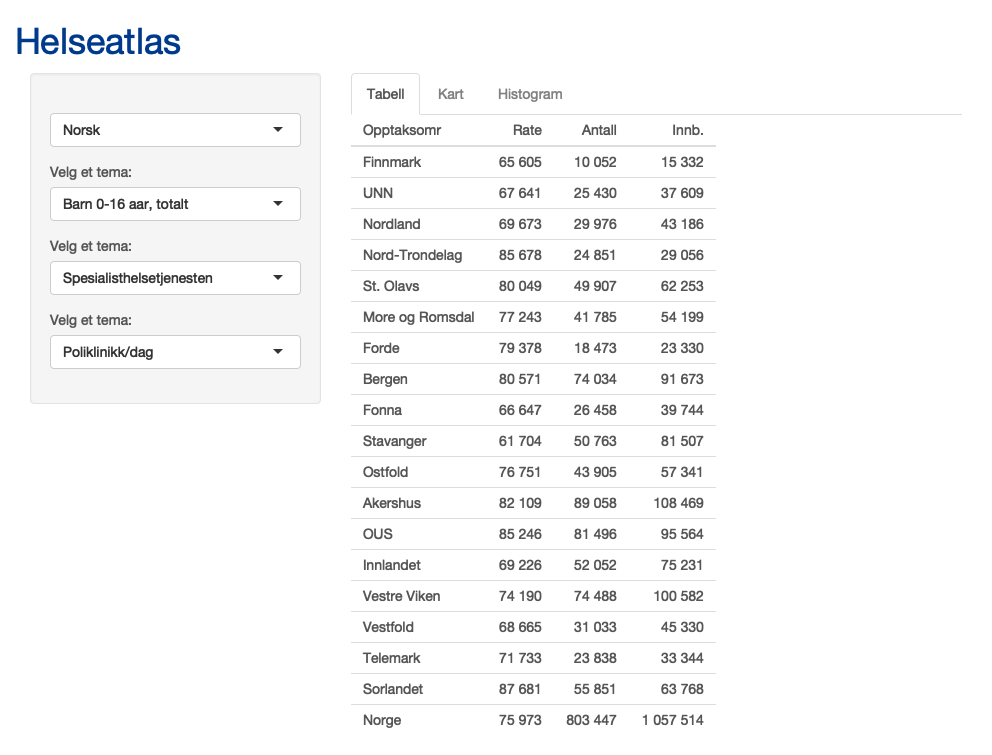 Helseatlas
Norsk
Velg et tema:
Barn 0-16 aar, totalt
Velg et tema:
Spesialisthelsetjenesten
Velg et tema:
Poliklinikk/dag
Tabell Kart Histogram
Opptaksomr Rate Antall Innb.
Finnmark 65 605 10 052 15 332
UNN 67 641 25 430 37 609
Nordland 69 673 29 976 43 186
Nord-Trondelag 85 678 24 851 29 056
St. Olavs 80 049 49 907 62 253
More og Romsdal 77 243 41 785 54 199
Forde 79 378 18 473 23 330
Bergen 80 571 74 034 91 673
Fonna 66 647 26 458 39 744
Stavanger 61 704 50 763 81 507
Ostfold 76 751 43 905 57 341
Akershus 82 109 89 058 108 469
OUS 85 246 81 496 95 564
Innlandet 69 226 52 052 75 231
Vestre Viken 74 190 74 488 100 582
Vestfold 68 665 31 033 45 330
Telemark 71 733 23 838 33 344
Sorlandet 87 681 55 851 63 768
Norge 75 973 803 447 1 057 514